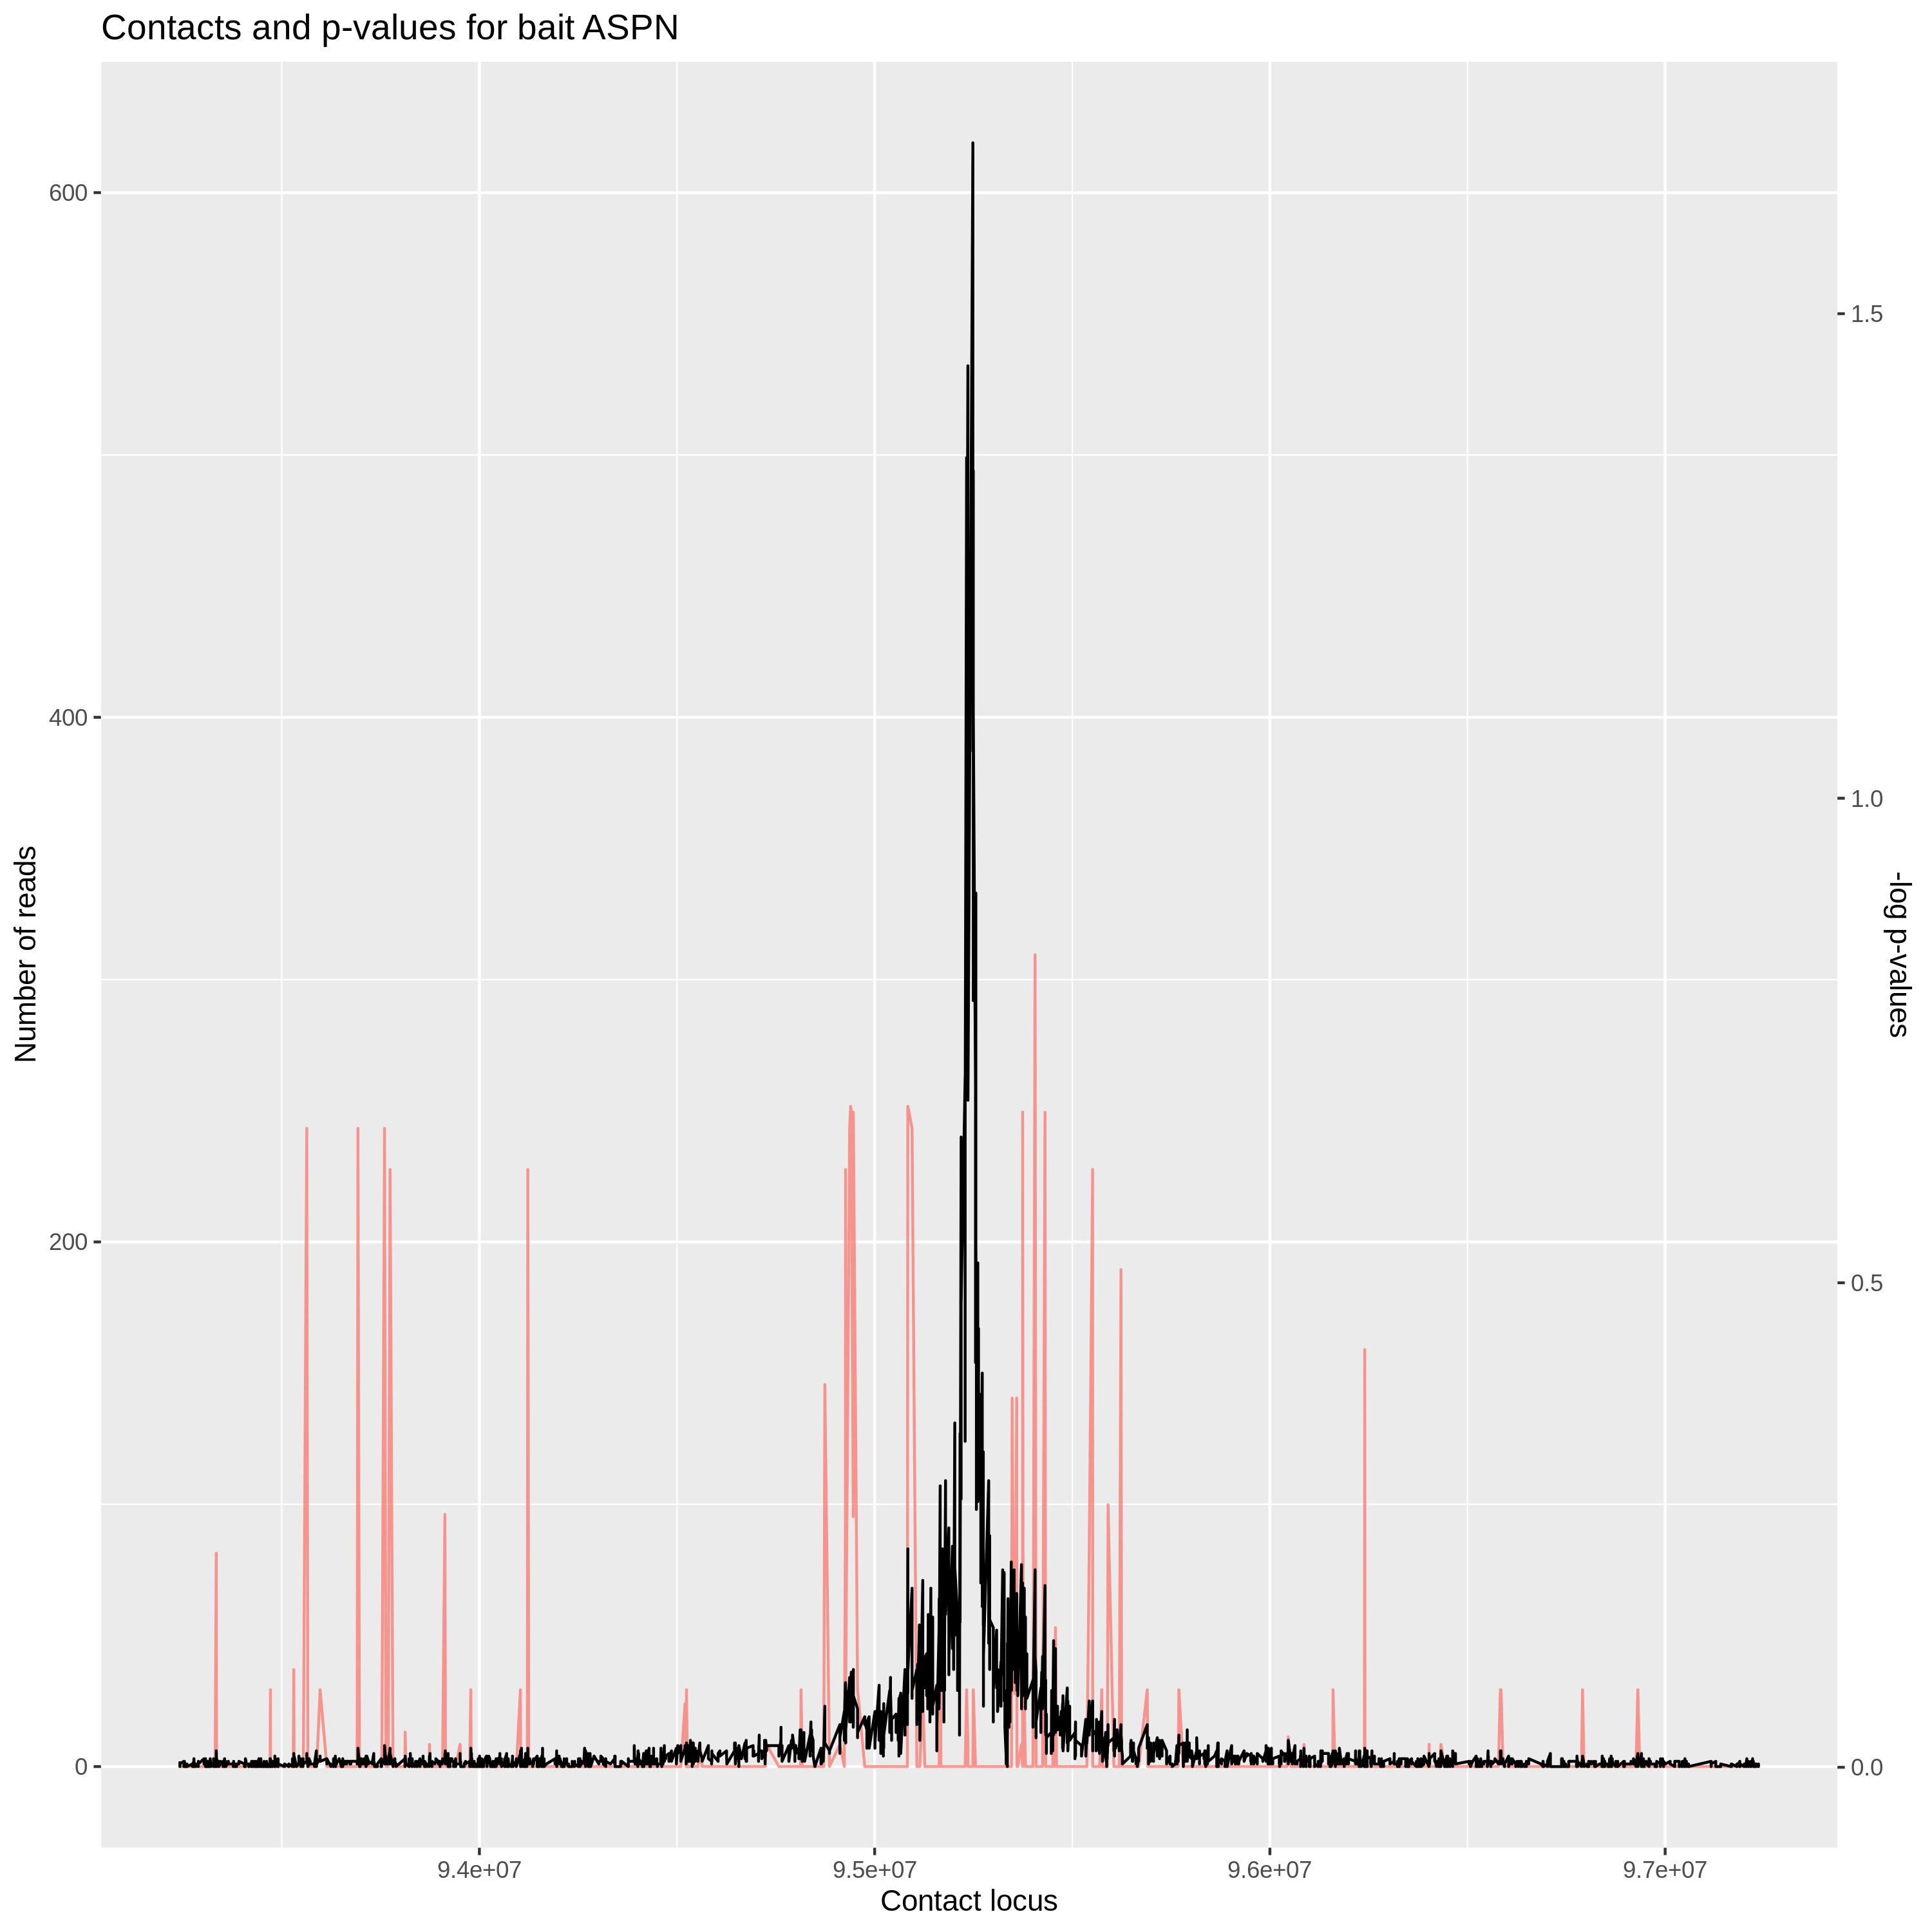 Contacts and p-values for bait ASPN
600
400
200
0
Number of reads
1.5
1.0
0.5
0.0
-log p-values
9.4e+07
9.5e+07
9.6e+07
9.7e+07
Contact locus